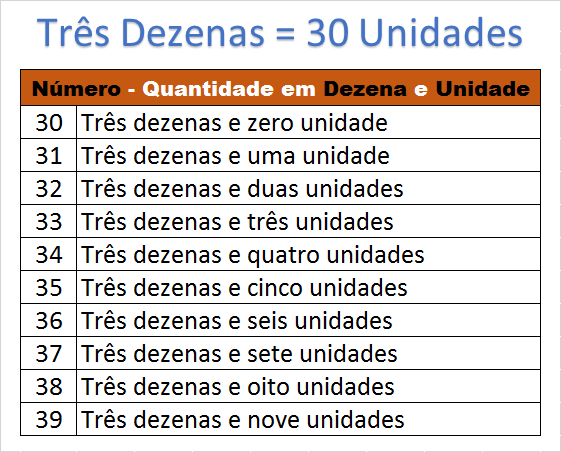 Três Dezenas = 30 Unidades
Número - Quantidade em Dezena e Unidade
30 Três dezenas e zero unidade
31 Três dezenas e uma unidade
32 Três dezenas e duas unidades
33 Três dezenas e três unidades
34 Três dezenas e quatro unidades
35 Três dezenas e cinco unidades
36 Três dezenas e seis unidades
37 Três dezenas e sete unidades
38 Três dezenas e oito unidades
39 Três dezenas e nove unidades